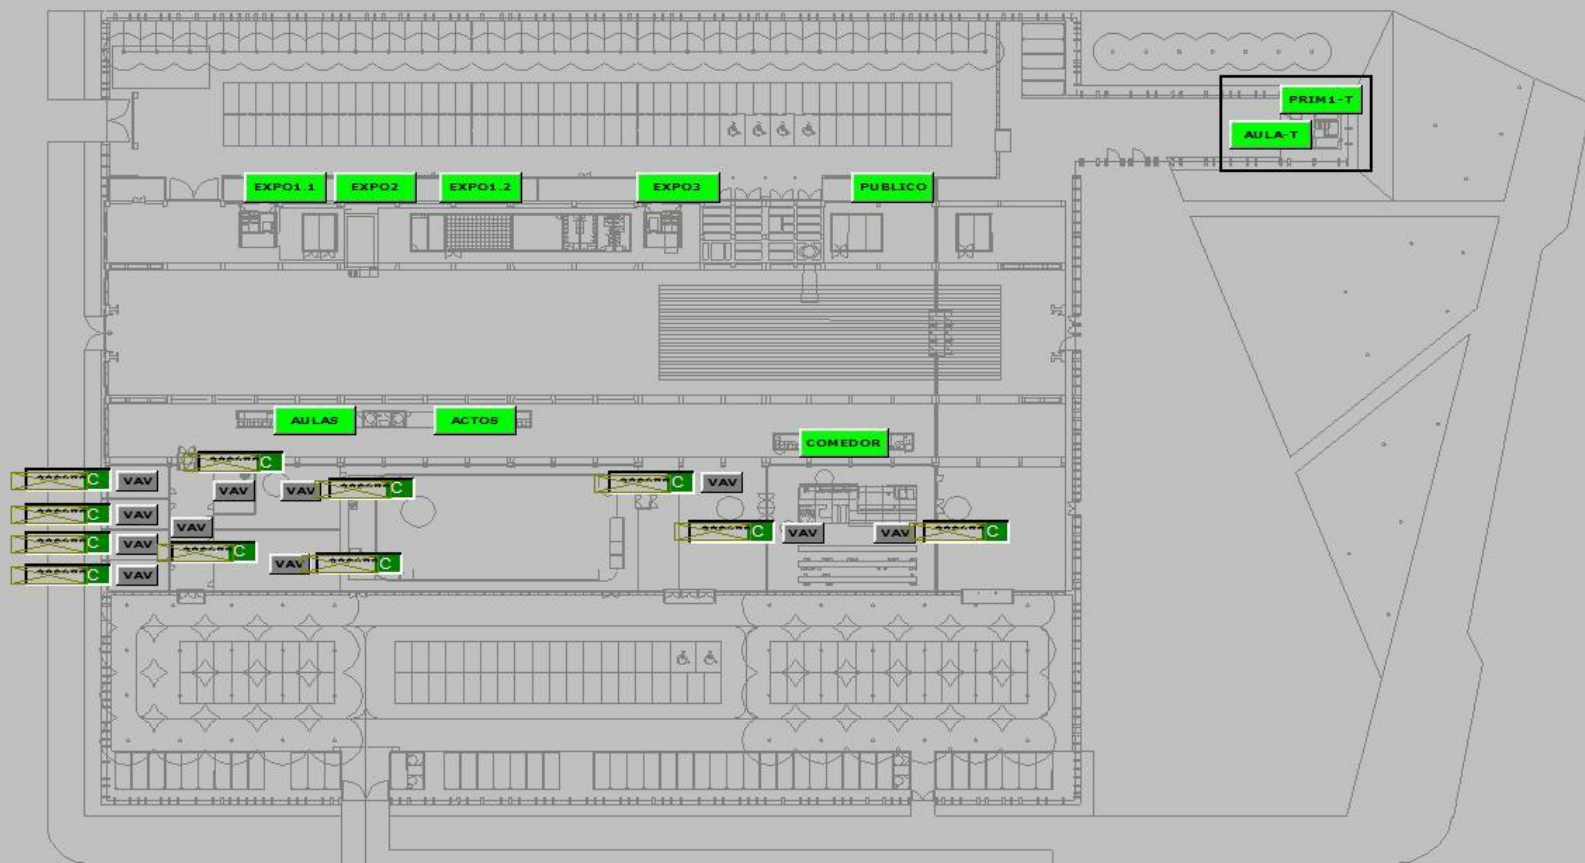 PRIM1-T
AULA-T
EXPO1.1 EXPO2 EXPO1.2 EXPO3 PUBLICO
AULAS ACTOS
COMEDOR
C
C VAV
VAV VAV C
C VAV
C VAV
VAV
C VAV VAV C
C VAV
C
VAV C
C VAV